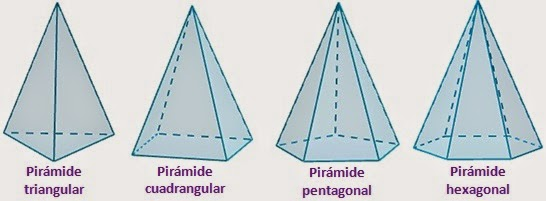 Pirámide
triangular
Pirámide
cuadrangular
Pirámide
pentagonal
Pirámide
hexagonal